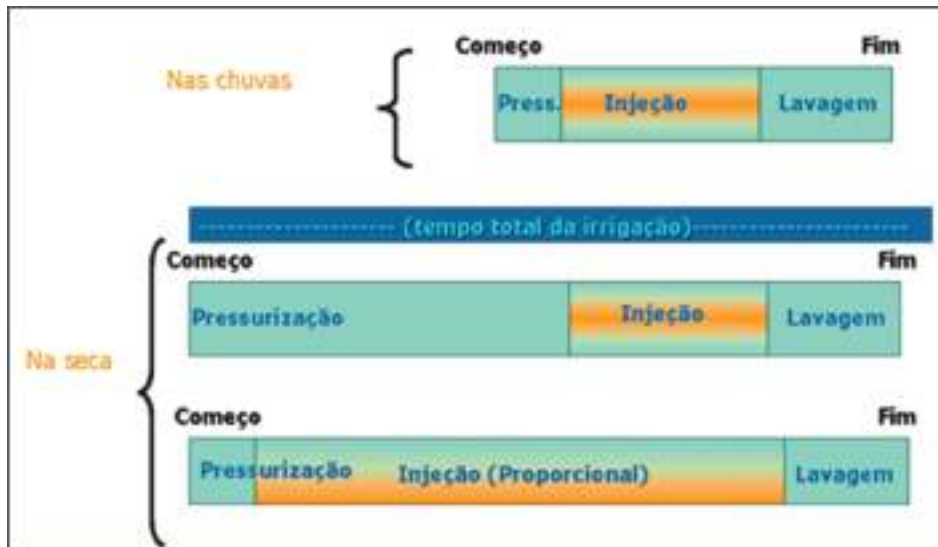 Começo Fim
Nas chuvas
Press. Injeção Lavagem
(tempo total da irrigação)
Começo Fim
Pressurização Injeção Lavagem
Na seca
Começo Fim
Pressurização Injeção (Proporcional) Lavagem